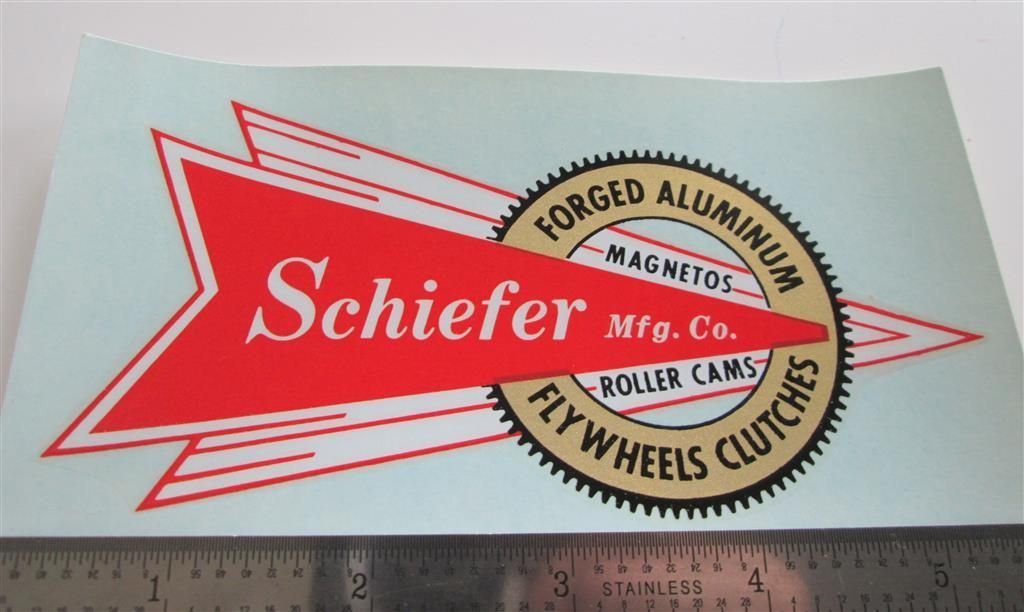 FORGED ALUMINUM
MAGNETOS
Schiefer Mfg. Co.
ROLLER CAMS
FLYWHEELS CLUTCHES
1 2 3 4 5
STAINLESS